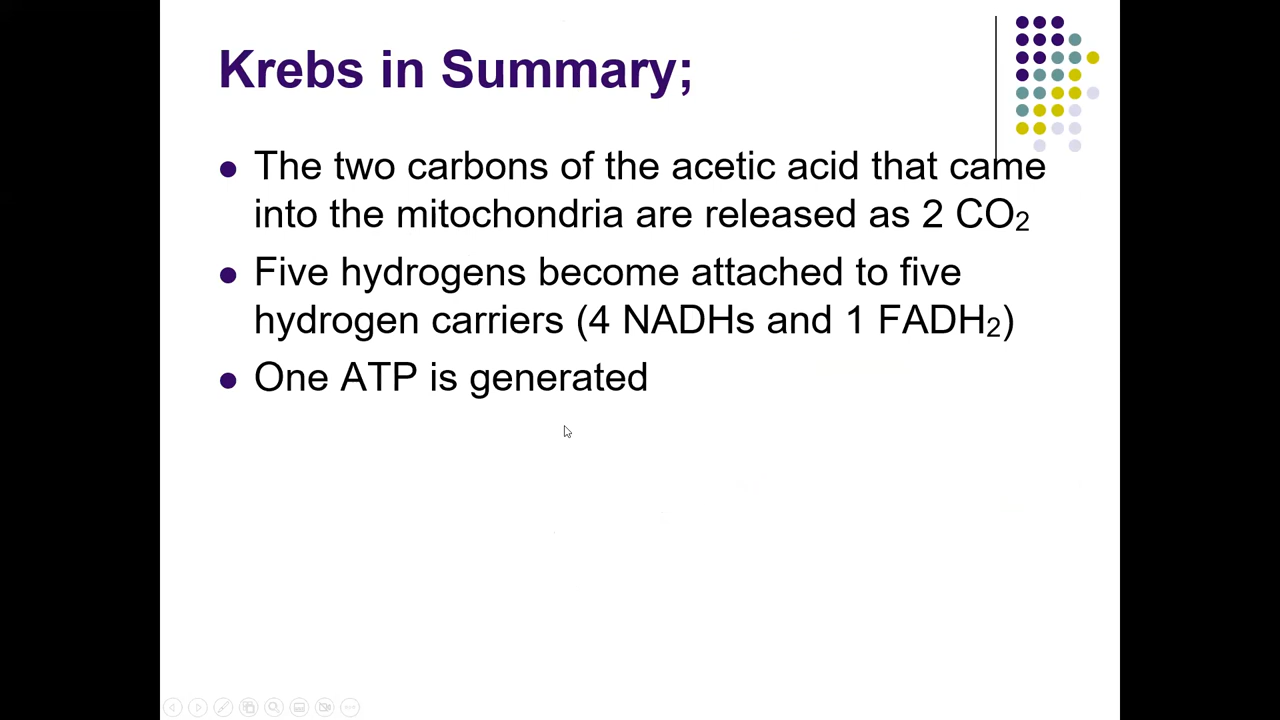 Krebs in Summary;
The two carbons of the acetic acid that came
into the mitochondria are released as 2 CO₂
Five hydrogens become attached to five
hydrogen carriers (4 NADHs and 1 FADH₂)
One ATP is generated